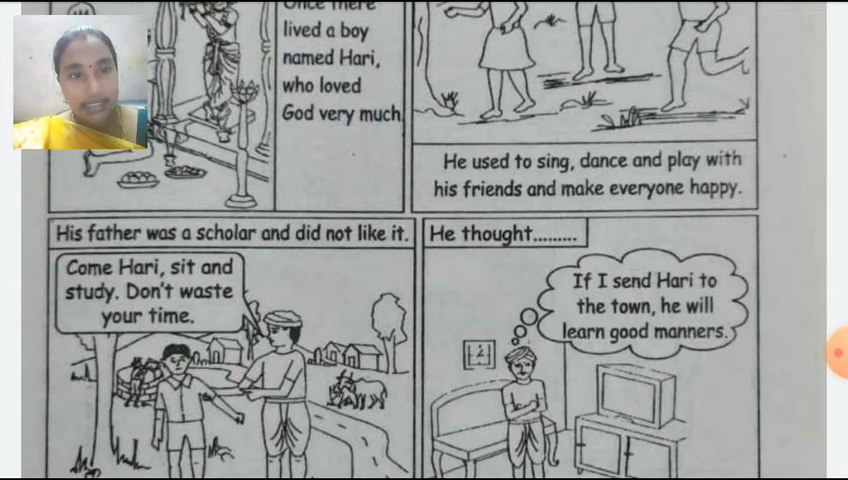 Once there
lived a boy
named Hari,
who loved
God very much
He used to sing, dance and play with
his friends and make everyone happy.
His father was a scholar and did not like it.
Come Hari, sit and
study. Don't waste
your time.
He thought.........
If I send Hari to
the town, he will
learn good manners.